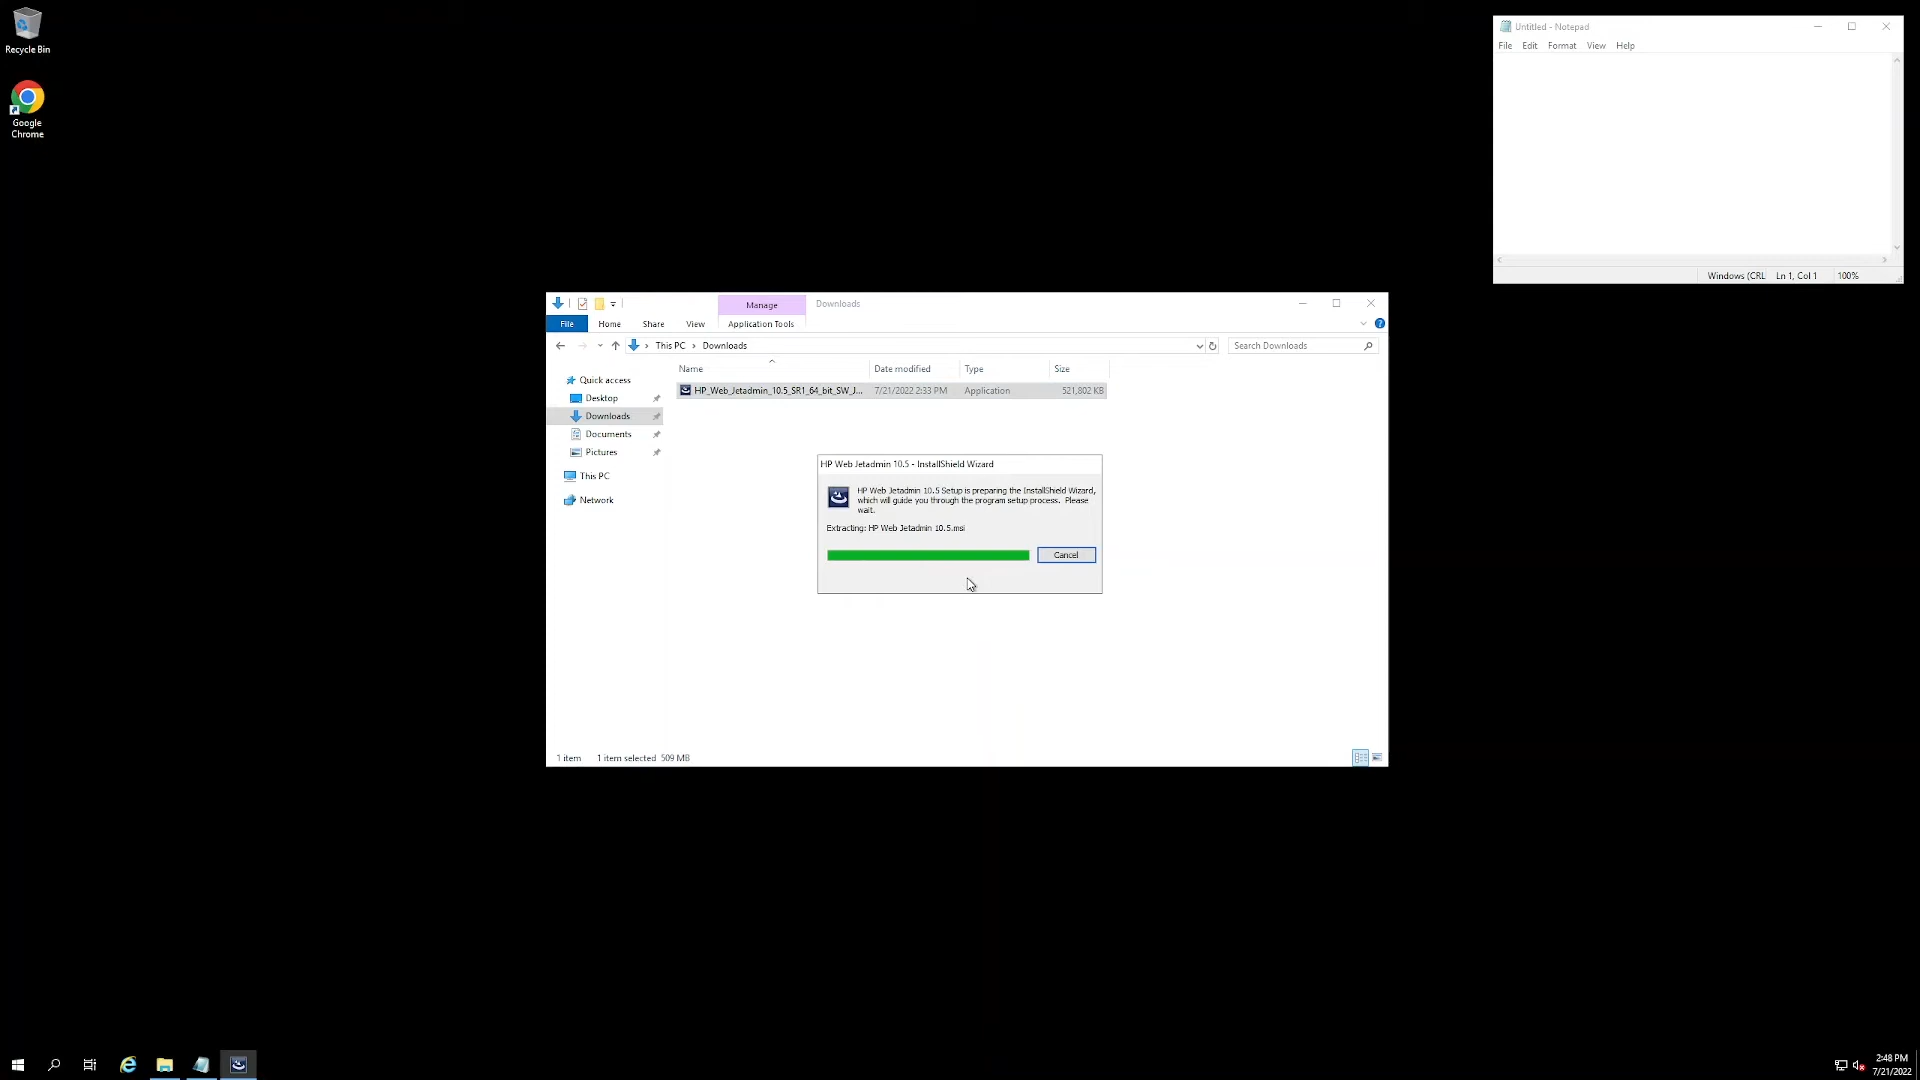 Recycle Bin
Google
Chrome
Untitled - Notepad
File Edit Format View Help
Windows (CRL Ln 1, Col 1 100%
Manage Downloads
File Home Share View Application Tools
This PC Downloads
Search Downloads
Name Date modified Type Size
HP_Web_Jetadmin_10.5_SR1_64_bit_SW_J... 7/21/2022 2:33 PM Application 521,802 KB
Quick access
Desktop
Downloads
Documents
Pictures
This PC
Network
HP Web Jetadmin 10.5 - InstallShield Wizard
HP Web Jetadmin 10.5 Setup is preparing the InstallShield Wizard,
which will guide you through the program setup process. Please
wait.
Extracting: HP Web Jetadmin 10.5.msi
Cancel
1 item 1 item selected 509 MB
2:48 PM
7/21/2022